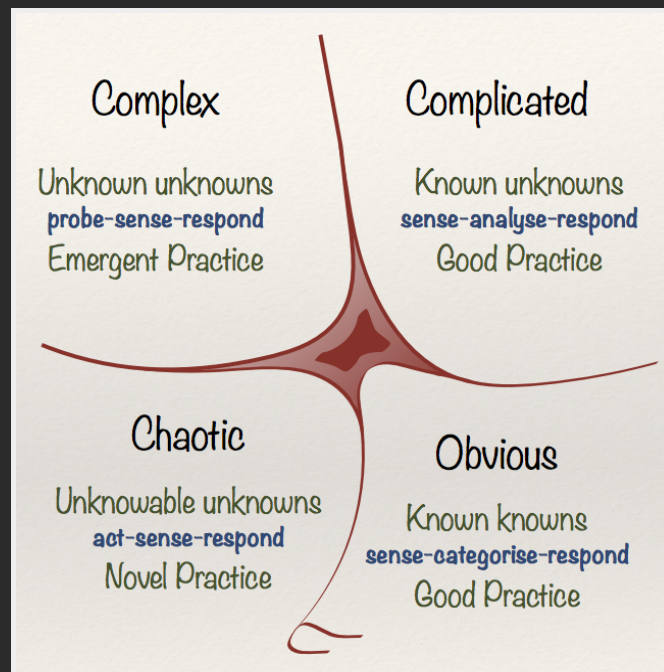 Complex
Unknown unknowns
probe-sense-respond
Emergent Practice
Complicated
Known unknowns
sense-analyse-respond
Good Practice
Chaotic
Unknowable unknowns
act-sense-respond
Novel Practice
Obvious
Known knowns
sense-categorise-respond
Good Practice